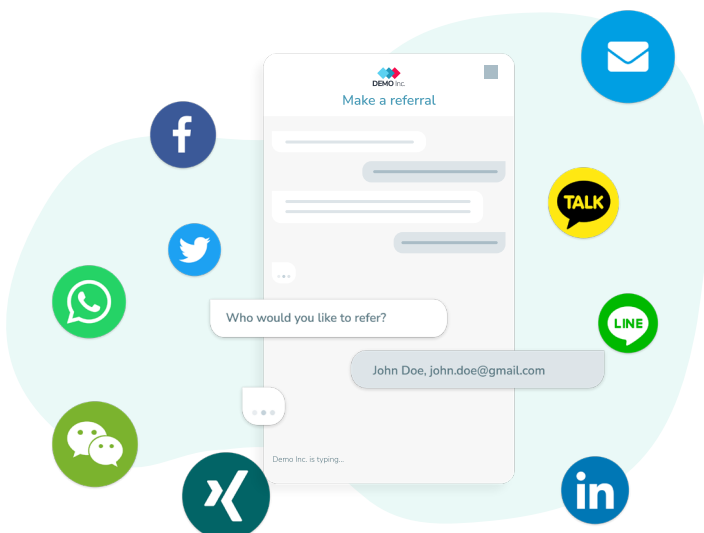 DEMO Inc.
Make a referral
TALK
Who would you like to refer?
LINE
John Doe, john.doe@gmail.com
Demo Inc. is typing...
in